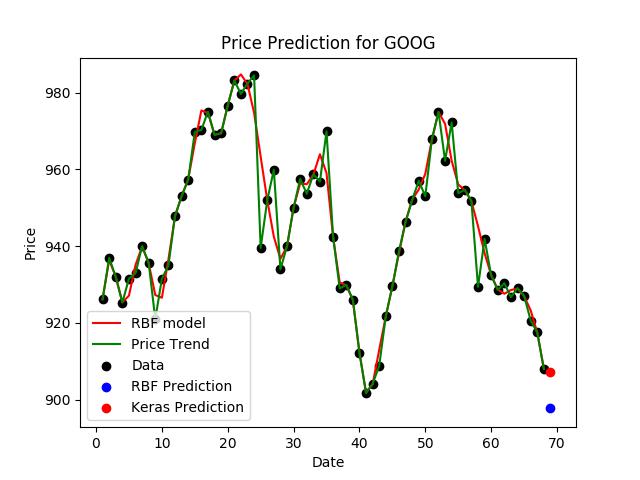 Price Prediction for GOOG
980
960
940
920
900
Price
RBF model
Price Trend
Data
RBF Prediction
Keras Prediction
0
10
20
30
40
50
60
70
Date